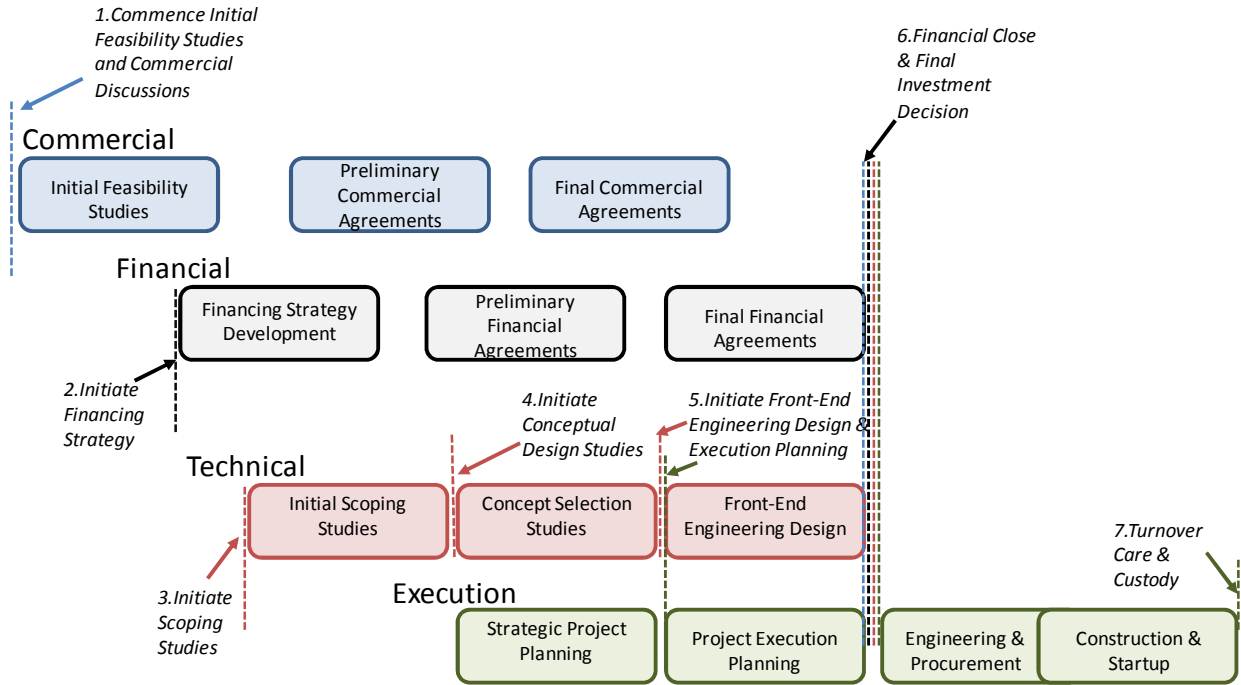 1.Commence Initial
Feasibility Studies
and Commercial
Discussions
6.Financial Close
& Final
Investment
Decision
Commercial
Initial Feasibility
Studies
Preliminary
Commercial
Agreements
Final Commercial
Agreements
Financial
Financing Strategy
Development
Preliminary
Financial
Agreements
Final Financial
Agreements
2.Initiate
Financing
Strategy
4.Initiate
Conceptual
Design Studies
5.Initiate Front-End
Engineering Design &
Execution Planning
Technical
Initial Scoping
Studies
Concept Selection
Studies
Front-End
Engineering Design
7.Turnover
Care &
Custody
3.Initiate
Scoping
Studies
Execution
Strategic Project
Planning
Project Execution
Planning
Engineering &
Procurement
Construction &
Startup